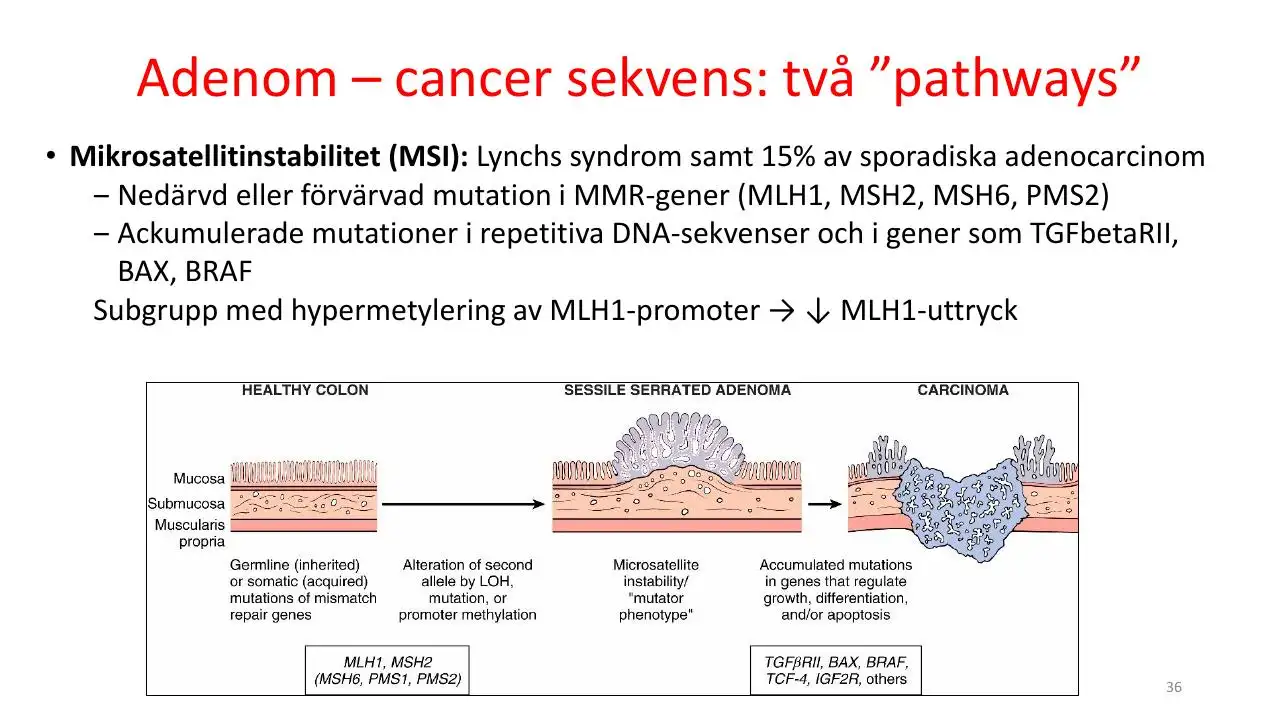 Adenom – cancer sekvens: två ”pathways”
• Mikrosatellitinstabilitet (MSI): Lynchs syndrom samt 15% av sporadiska adenocarcinom
– Nedärvd eller förvärvad mutation i MMR-gener (MLH1, MSH2, MSH6, PMS2)
– Ackumulerade mutationer i repetitiva DNA-sekvenser och i gener som TGFbetaRII,
BAX, BRAF
Subgrupp med hypermetylering av MLH1-promoter → ↓ MLH1-uttryck
HEALTHY COLON
SESSILE SERRATED ADENOMA
CARCINOMA
Mucosa
Submucosa
Muscularis
propria
Germline (inherited)
or somatic (acquired)
mutations of mismatch
repair genes
Alteration of second
allele by LOH,
mutation, or
promoter methylation
Microsatellite
instability/
"mutator
phenotype"
Accumulated mutations
in genes that regulate
growth, differentiation,
and/or apoptosis
MLH1, MSH2
(MSH6, PMS1, PMS2)
TGFβRII, BAX, BRAF,
TCF-4, IGF2R, others
36